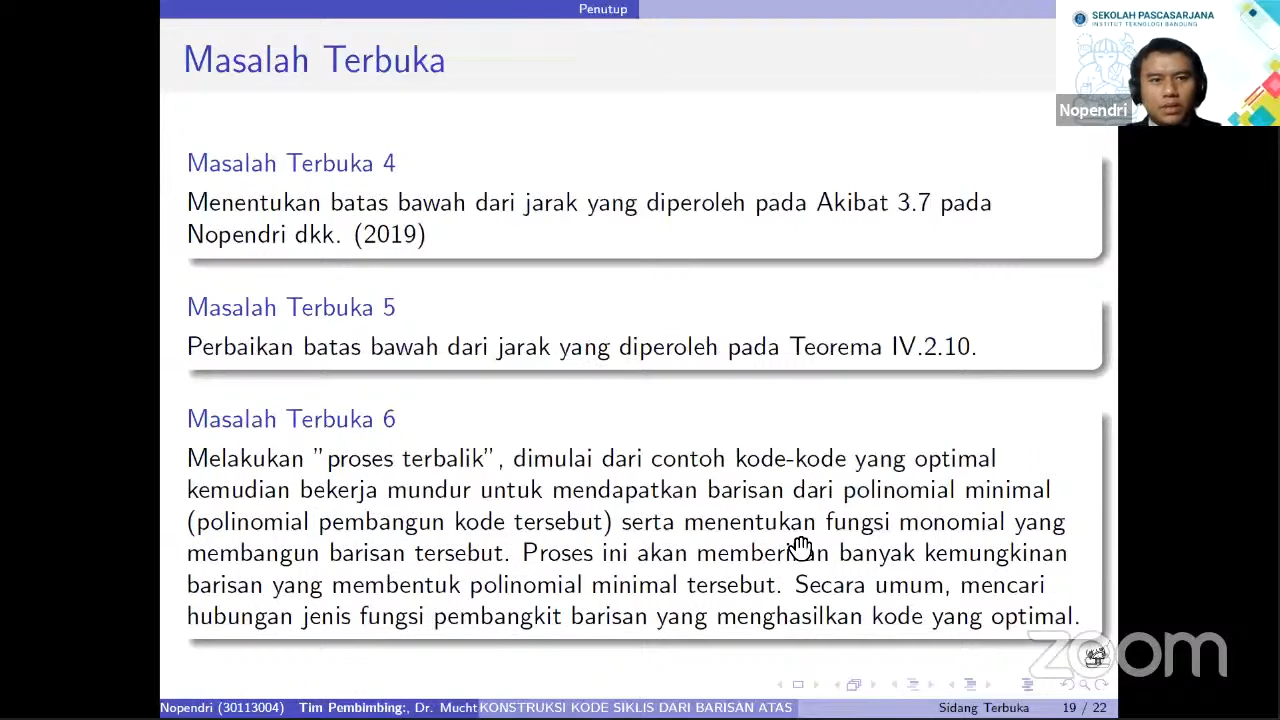 Penutup
SEKOLAH PASCASARJANA
INSTITUT TEKNOLOGI BANDUNG
Masalah Terbuka
Nopendri
Masalah Terbuka 4
Menentukan batas bawah dari jarak yang diperoleh pada Akibat 3.7 pada
Nopendri dkk. (2019)
Masalah Terbuka 5
Perbaikan batas bawah dari jarak yang diperoleh pada Teorema IV.2.10.
Masalah Terbuka 6
Melakukan ”proses terbalik”, dimulai dari contoh kode-kode yang optimal
kemudian bekerja mundur untuk mendapatkan barisan dari polinomial minimal
(polinomial pembangun kode tersebut) serta menentukan fungsi monomial yang
membangun barisan tersebut. Proses ini akan memberikan banyak kemungkinan
barisan yang membentuk polinomial minimal tersebut. Secara umum, mencari
hubungan jenis fungsi pembangkit barisan yang menghasilkan kode yang optimal.
zoom
Nopendri (30113004) Tim Pembimbing:, Dr. Mucht KONSTRUKSI KODE SIKLIS DARI BARISAN ATAS Sidang Terbuka 19 / 22